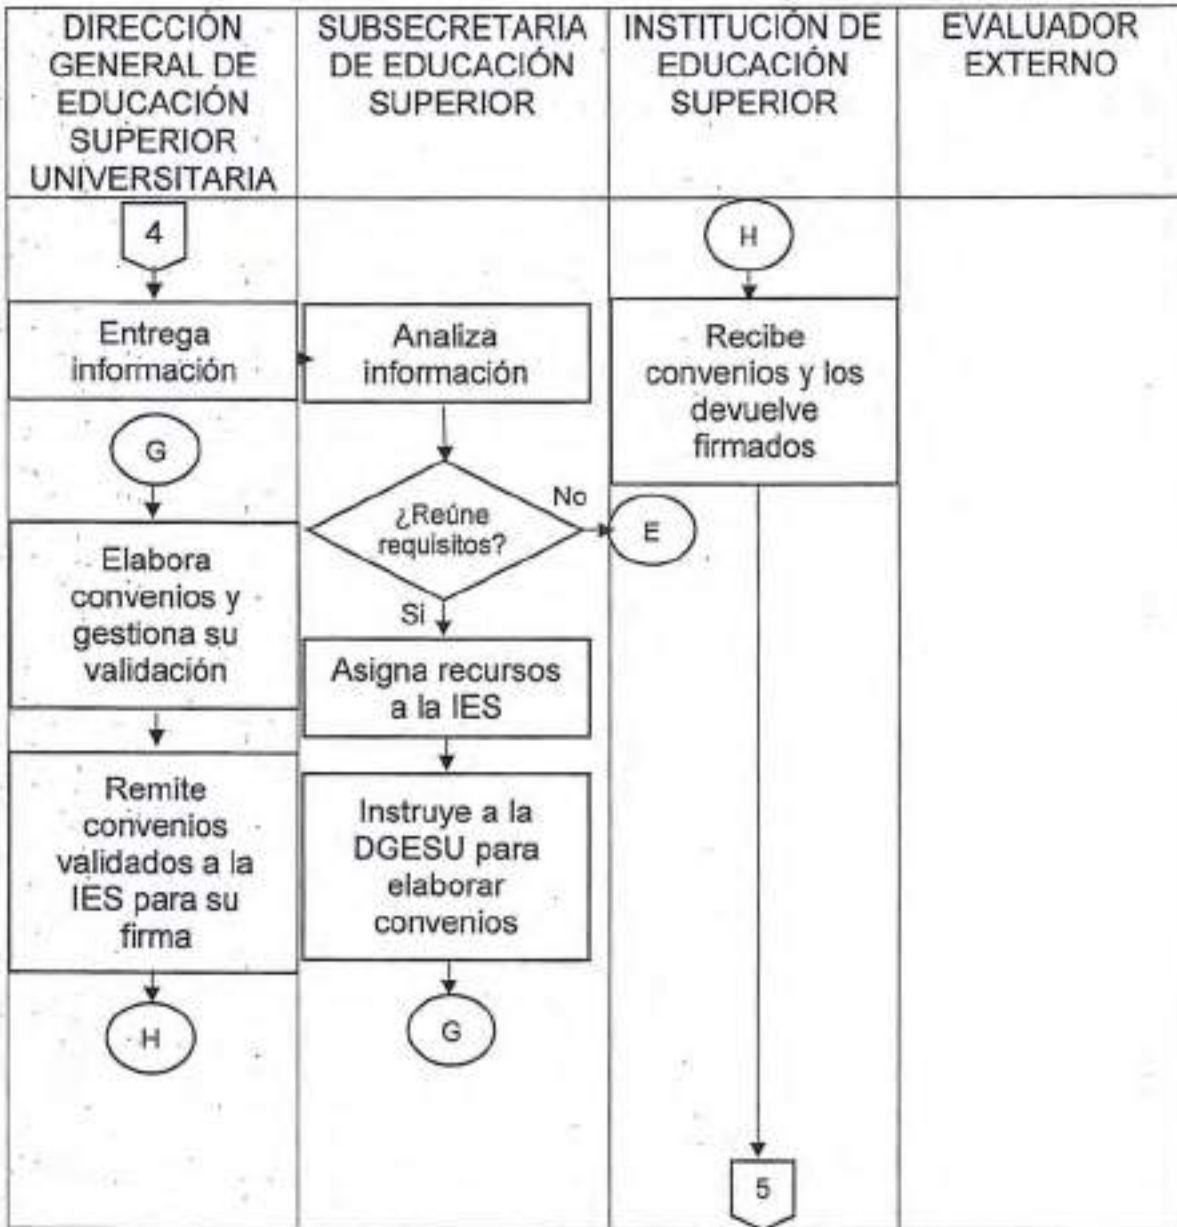 DIRECCIÓN
GENERAL DE
EDUCACIÓN
SUPERIOR
UNIVERSITARIA
SUBSECRETARIA
DE EDUCACIÓN
SUPERIOR
INSTITUCIÓN DE
EDUCACIÓN
SUPERIOR
EVALUADOR
EXTERNO
4
Entrega
información
G
Elabora
convenios y
gestiona su
validación
Remite
convenios
validados a la
IES para su
firma
H
Analiza
información
¿Reúne
requisitos?
No
E
Si
Asigna recursos
a la IES
Instruye a la
DGESU para
elaborar
convenios
G
H
Recibe
convenios y los
devuelve
firmados
5